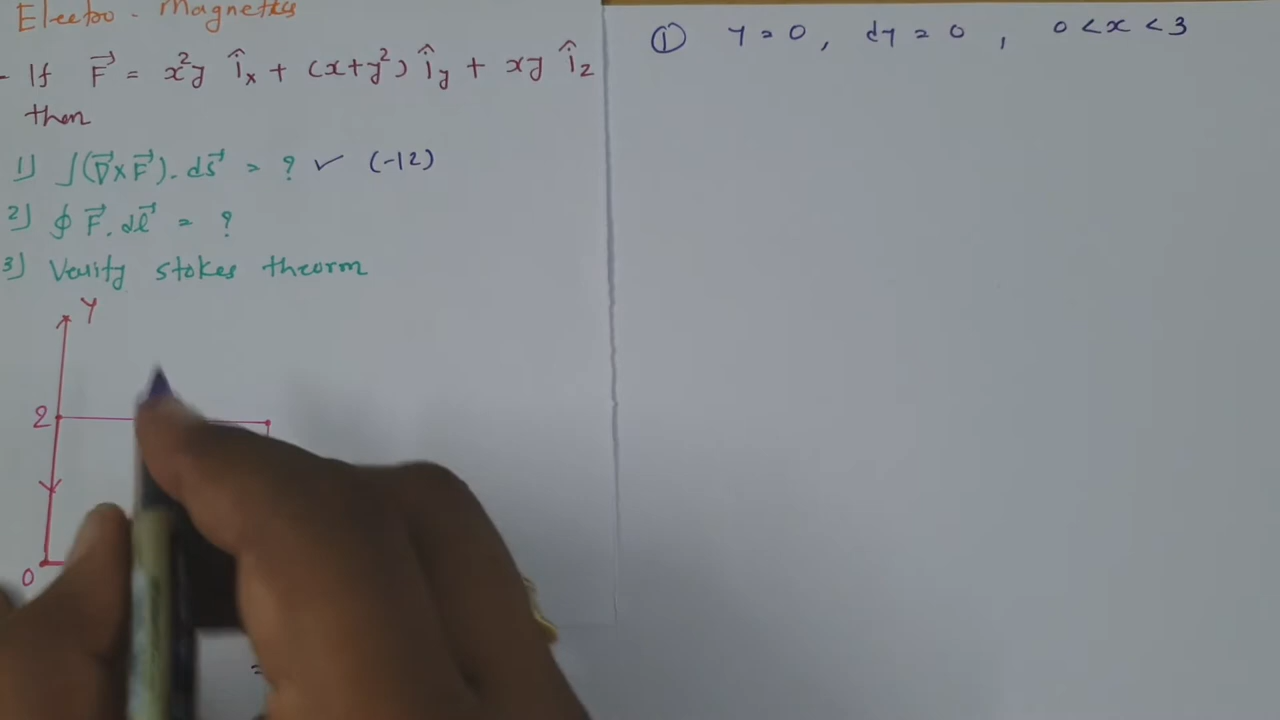 Electro - Magnetics
- If F⃗ = x²y îx + (x+y²) îy + xy îz
then
1) ∫(∇⃗×F⃗). ds⃗ = ? ✓ (-12)
2) ∮ F⃗. dl⃗ = ?
3) Verify stokes theorm
Y
2
0
=
① y = 0, dy = 0, 0 < x < 3